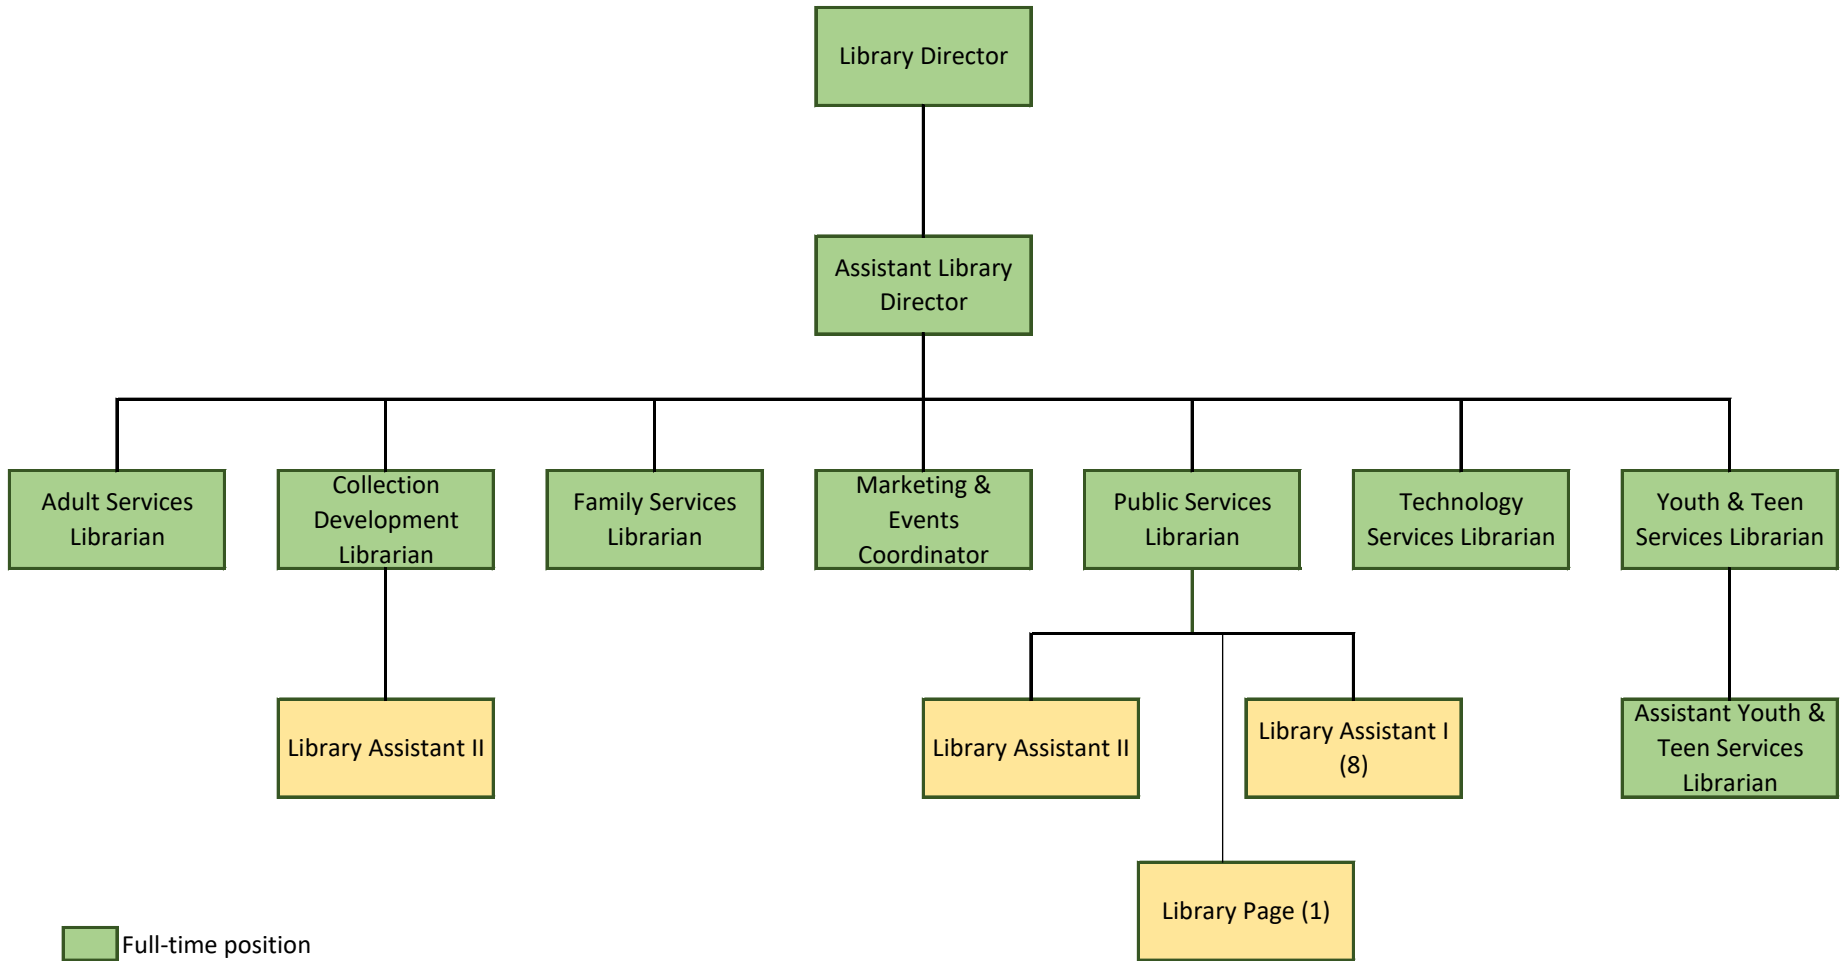 Library Director
Assistant Library
Director
Adult Services
Librarian
Collection
Development
Librarian
Family Services
Librarian
Marketing &
Events
Coordinator
Public Services
Librarian
Technology
Services Librarian
Youth & Teen
Services Librarian
Library Assistant II
Library Assistant II
Library Assistant I
(8)
Assistant Youth &
Teen Services
Librarian
Library Page (1)
Full-time position